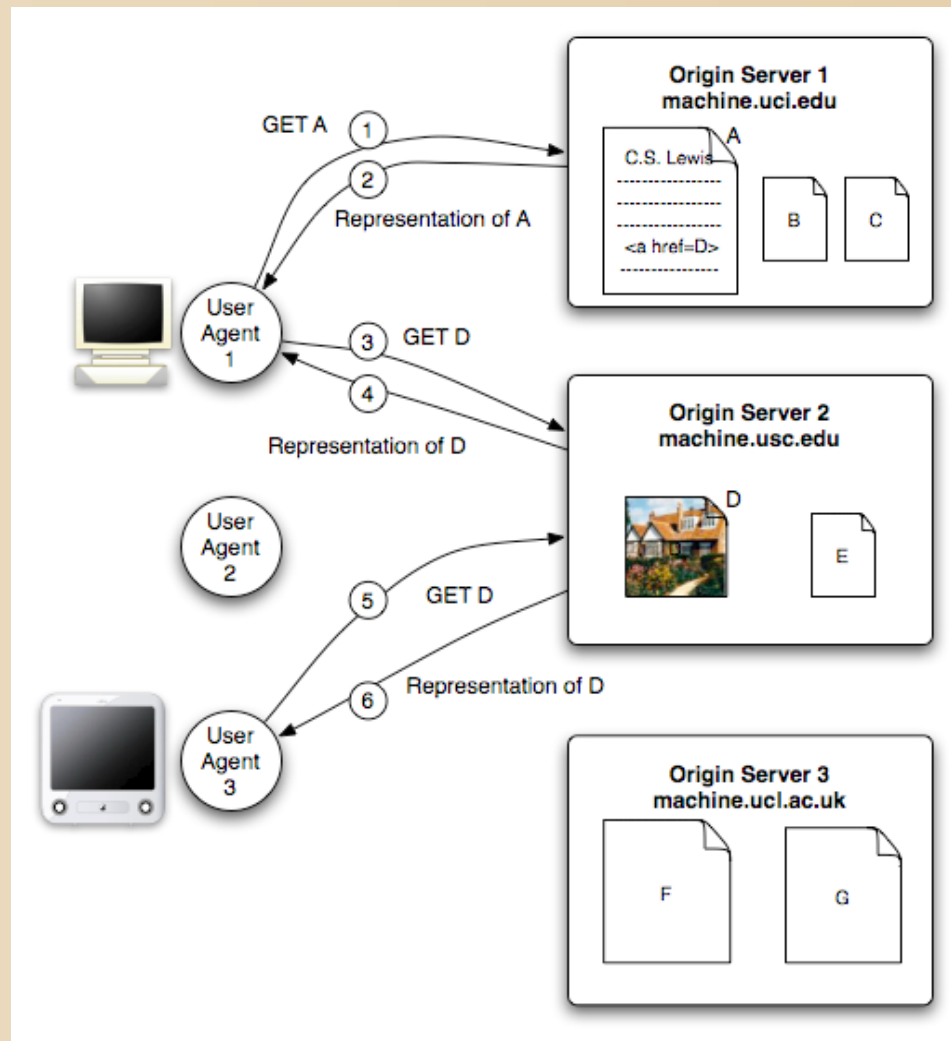 Origin Server 1
machine.uci.edu
GET A
1
A
C.S. Lewis
2
Representation of A
B
C
<a href=D>
User
Agent
1
3
GET D
4
Representation of D
Origin Server 2
machine.usc.edu
D
E
User
Agent
2
5
GET D
6
Representation of D
User
Agent
3
Origin Server 3
machine.ucl.ac.uk
F
G